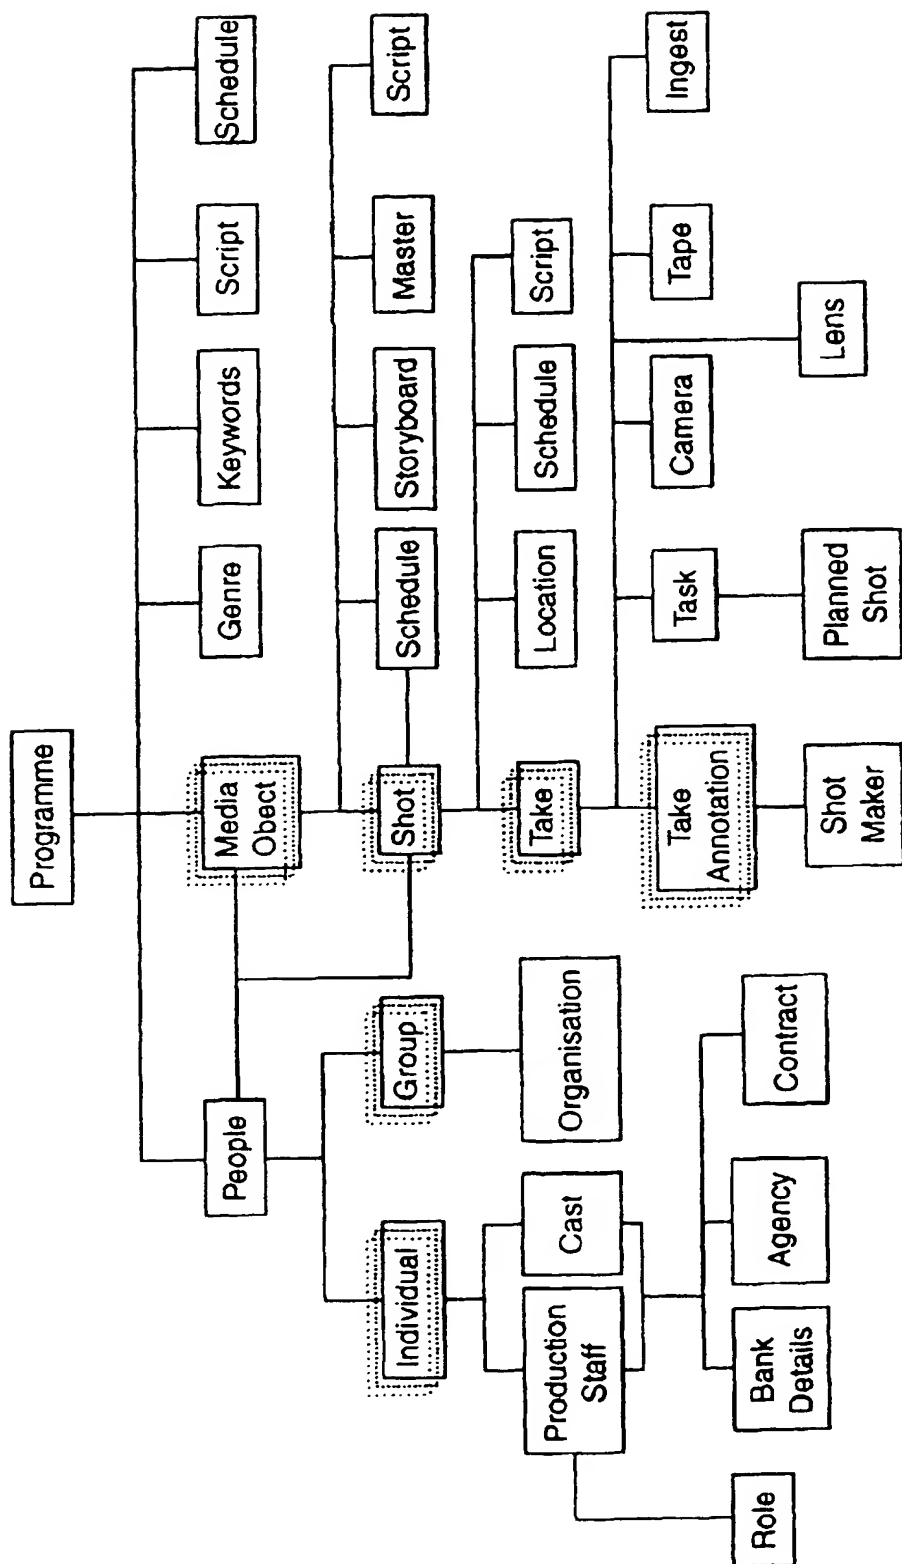 Programme
People
Media
Obect
Genre
Keywords
Script
Schedule
Individual
Group
Shot
Schedule
Storyboard
Master
Script
Production
Staff
Cast
Organisation
Take
Location
Schedule
Script
Take
Annotation
Task
Camera
Tape
Ingest
Role
Bank
Details
Agency
Contract
Shot
Maker
Planned
Shot
Lens